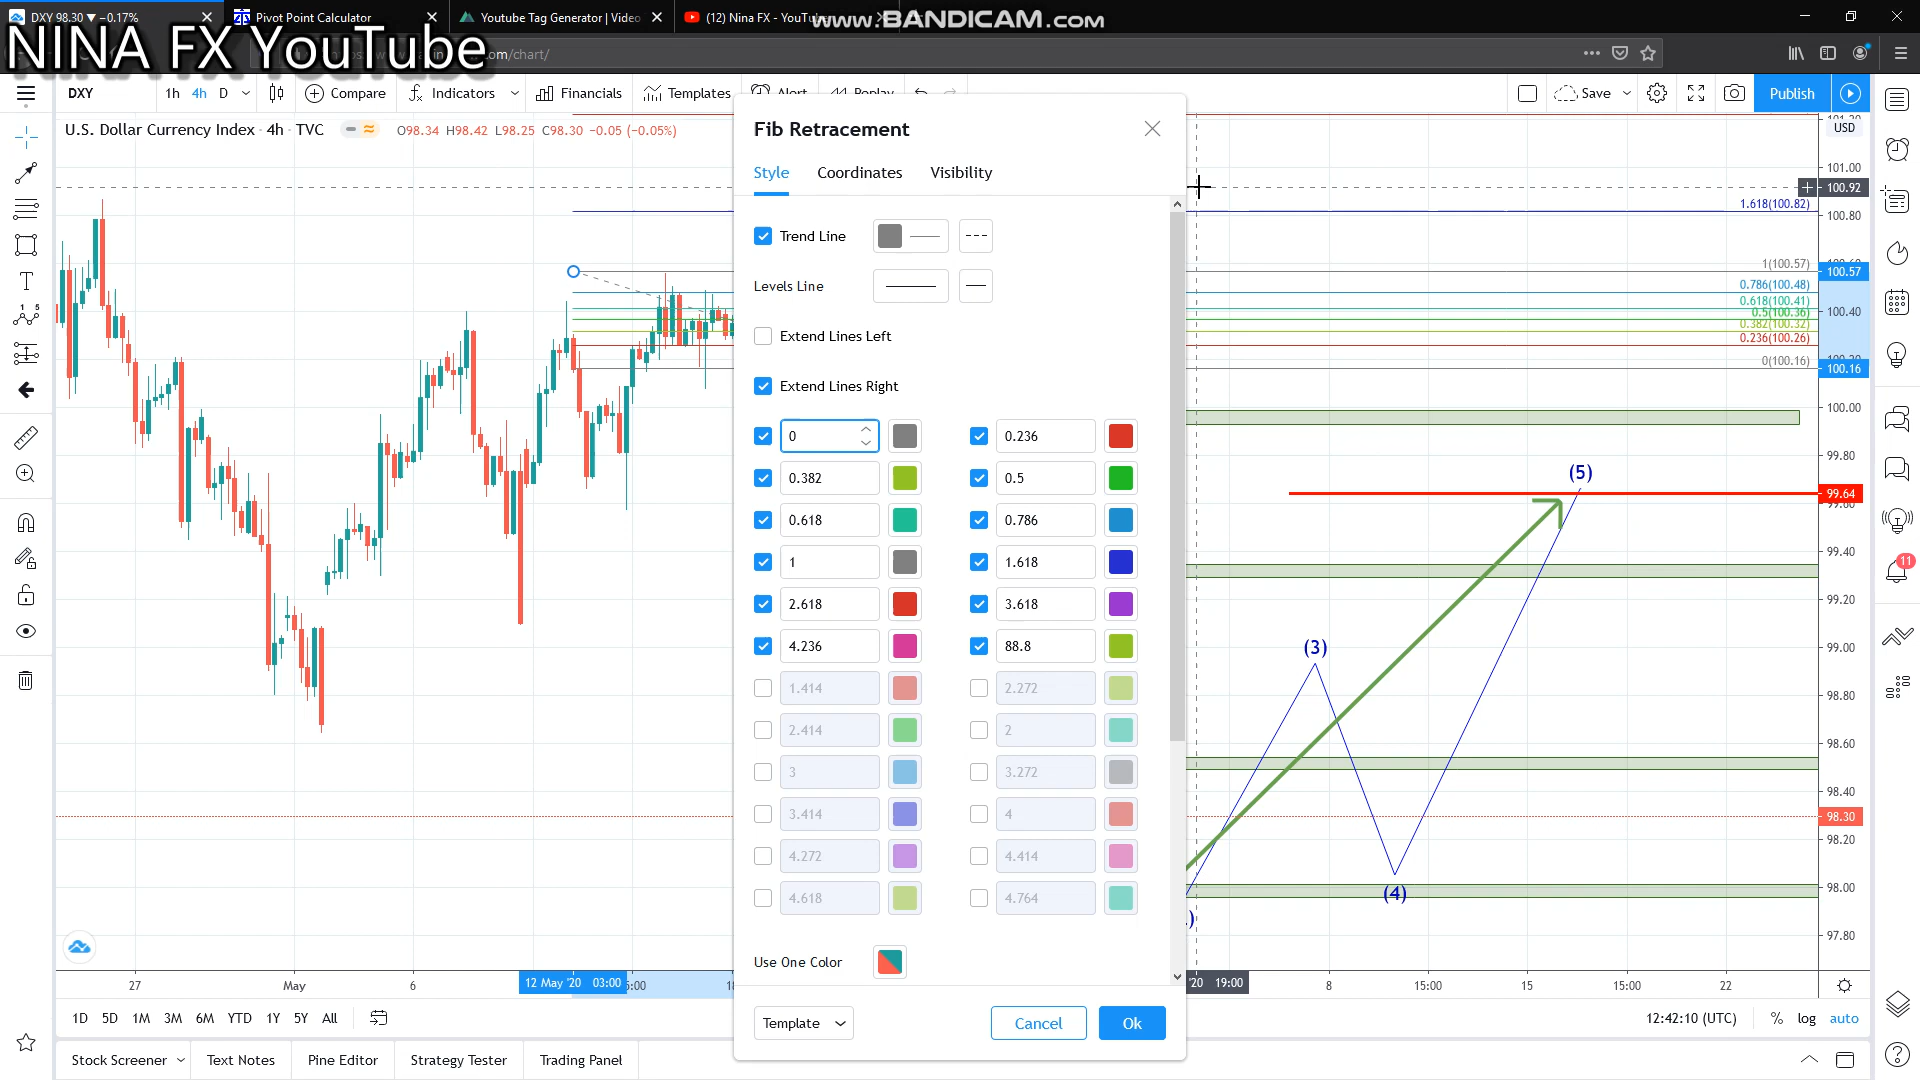 DXY 98.30 ▼ −0.17%
Pivot Point Calculator
Youtube Tag Generator | Video
(12) Nina FX - YouTube
www.BANDICAM.com
NINA FX YouTube
com/chart/
DXY
1h
4h
D
Compare
Indicators
Financials
Templates
Alert
Replay
Save
Publish
U.S. Dollar Currency Index · 4h · TVC
O98.34 H98.42 L98.25 C98.30 −0.05 (−0.05%)
USD
Fib Retracement
Style
Coordinates
Visibility
Trend Line
Levels Line
Extend Lines Left
Extend Lines Right
0
0.236
0.382
0.5
0.618
0.786
1
1.618
2.618
3.618
4.236
88.8
1.414
2.272
2.414
2
3
3.272
3.414
4
4.272
4.414
4.618
4.764
Use One Color
Template
Cancel
Ok
1.618(100.82)
1(100.57)
0.786(100.48)
0.618(100.41)
0.5(100.36)
0.382(100.32)
0.236(100.26)
0(100.16)
(3)
(4)
(5)
101.20
101.00
100.92
100.80
100.57
100.40
100.16
100.00
99.80
99.64
99.60
99.40
99.20
99.00
98.80
98.60
98.40
98.30
98.20
98.00
97.80
27
May
6
12 May '20 03:00
5:00
18
'20 19:00
8
15:00
15
15:00
22
1D
5D
1M
3M
6M
YTD
1Y
5Y
All
12:42:10 (UTC)
%
log
auto
Stock Screener
Text Notes
Pine Editor
Strategy Tester
Trading Panel
11